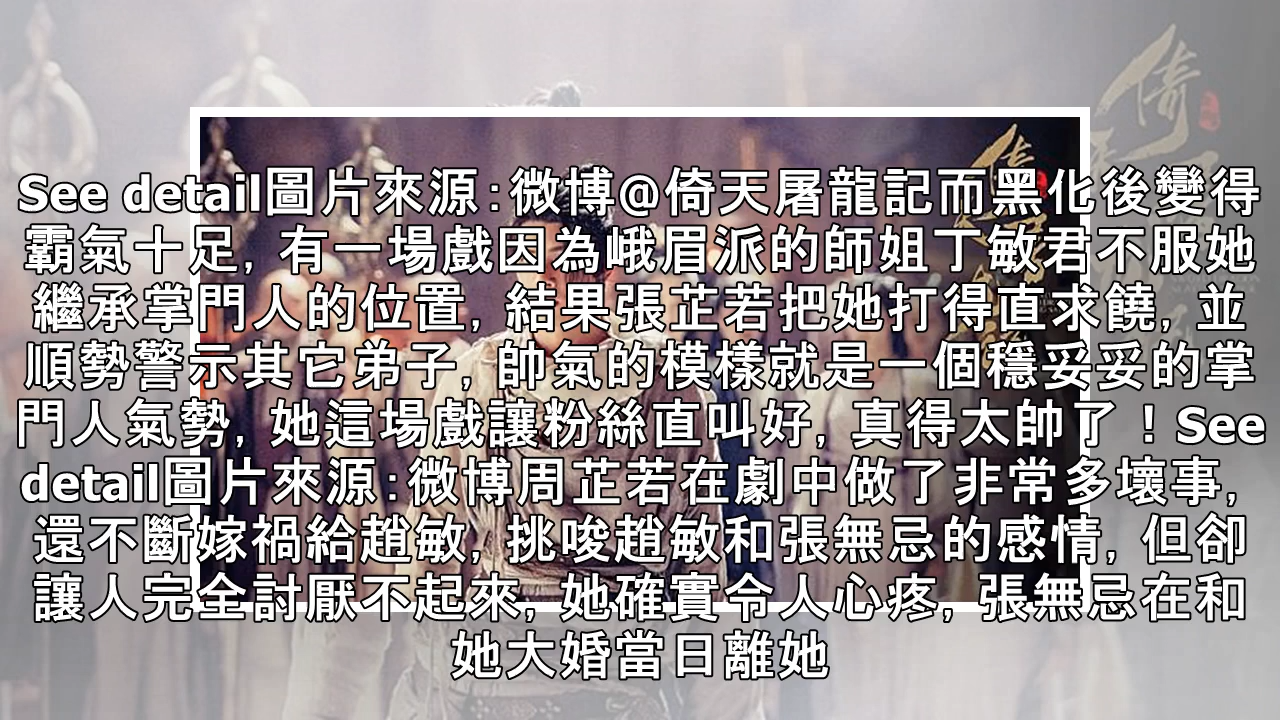 See detail圖片來源:微博@倚天屠龍記而黑化後變得
霸氣十足, 有一場戲因為峨眉派的師姐丁敏君不服她
繼承掌門人的位置, 結果張芷若把她打得直求饒, 並
順勢警示其它弟子, 帥氣的模樣就是一個穩妥妥的掌
門人氣勢, 她這場戲讓粉絲直叫好, 真得太帥了！See
detail圖片來源:微博周芷若在劇中做了非常多壞事,
還不斷嫁禍給趙敏, 挑唆趙敏和張無忌的感情, 但卻
讓人完全討厭不起來, 她確實令人心疼, 張無忌在和
她大婚當日離她